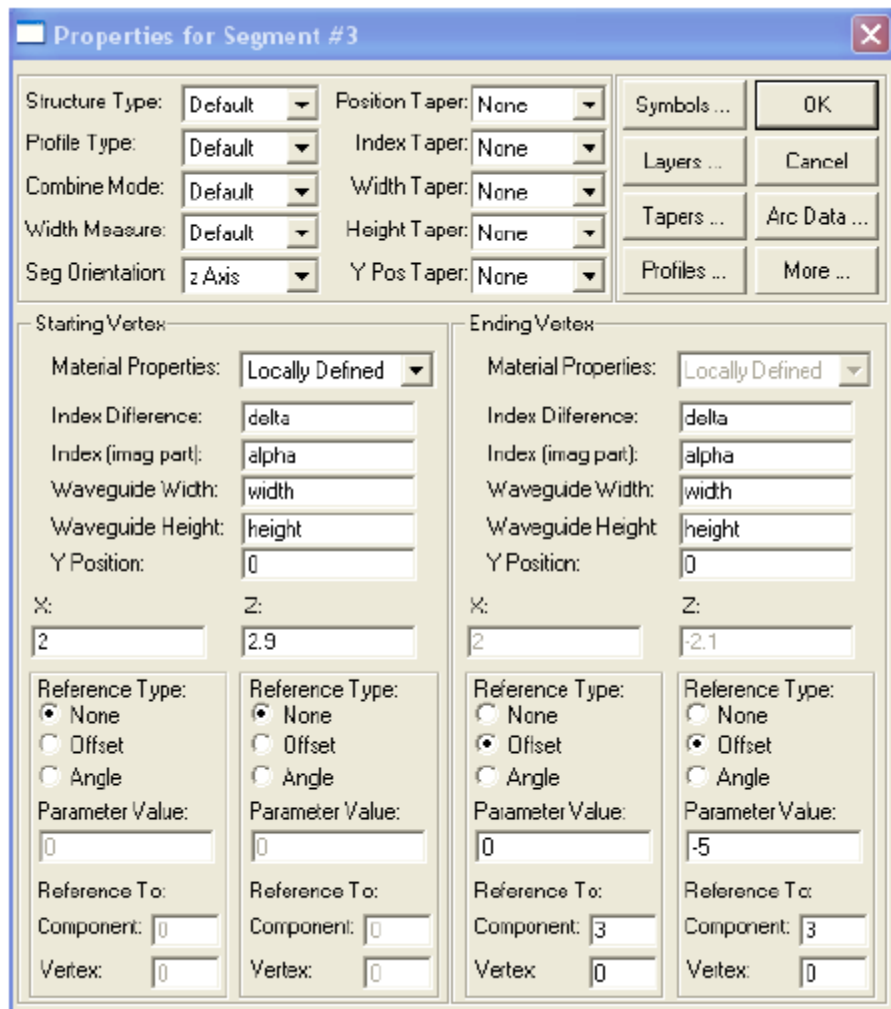 Properties for Segment #3
Structure Type: Default Position Taper: None Symbols ... OK
Profile Type: Default Index Taper: None Layers ... Cancel
Combine Mode: Default Width Taper: None Tapers ... Arc Data ...
Width Measure: Default Height Taper: None Profiles ... More ...
Seg Orientation: z Axis Y Pos Taper: None
Starting Vertex
Material Properties: Locally Defined
Index Difference: delta
Index (imag part): alpha
Waveguide Width: width
Waveguide Height: height
Y Position: 0
X: Z:
2 2.9
Reference Type: Reference Type:
None None
Offset Offset
Angle Angle
Parameter Value: Parameter Value:
0 0
Reference To: Reference To:
Component: 0 Component: 0
Vertex: 0 Vertex: 0
Ending Vertex
Material Properties: Locally Defined
Index Difference: delta
Index (imag part): alpha
Waveguide Width: width
Waveguide Height height
Y Position: 0
X: Z:
2 -2.1
Reference Type: Reference Type:
None None
Offset Offset
Angle Angle
Parameter Value: Parameter Value:
0 -5
Reference To: Reference To:
Component: 3 Component: 3
Vertex 0 Vertex: 0